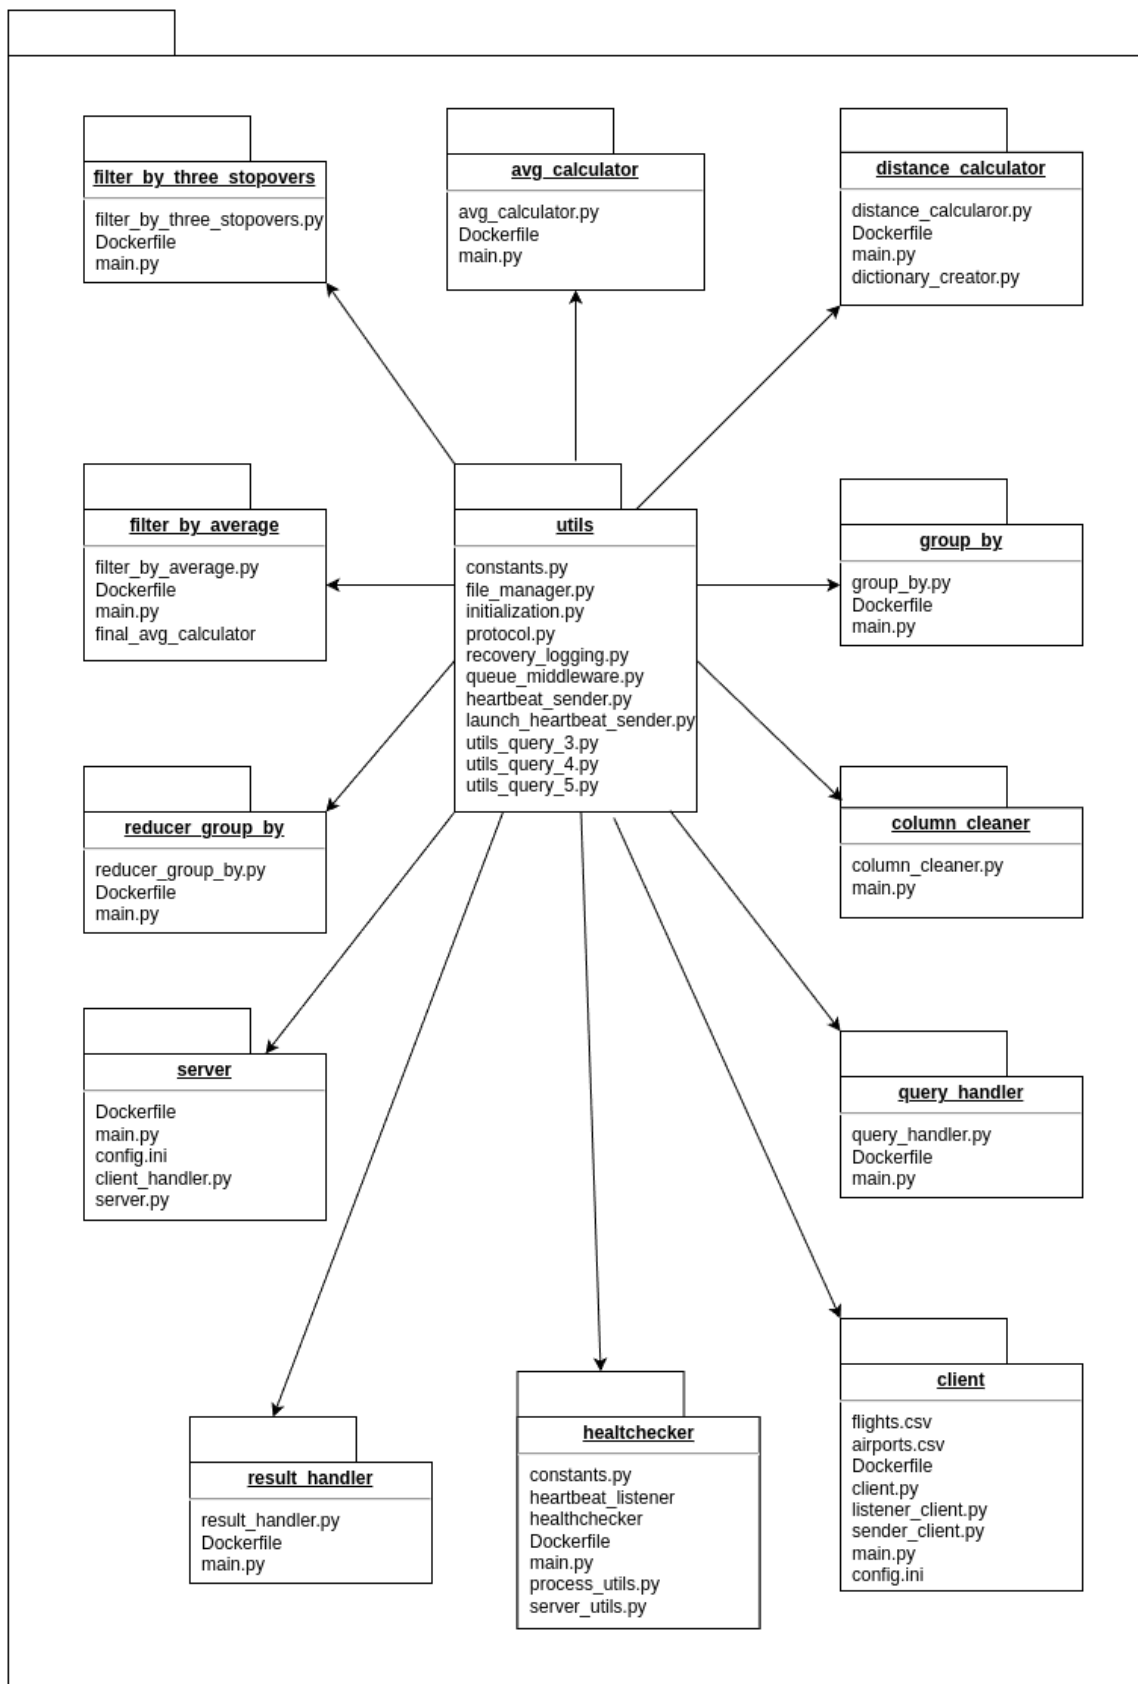 filter_by_three_stopovers
filter_by_three_stopovers.py
Dockerfile
main.py
avg_calculator
avg_calculator.py
Dockerfile
main.py
distance_calculator
distance_calcularor.py
Dockerfile
main.py
dictionary_creator.py
filter_by_average
filter_by_average.py
Dockerfile
main.py
final_avg_calculator
utils
constants.py
file_manager.py
initialization.py
protocol.py
recovery_logging.py
queue_middleware.py
heartbeat_sender.py
launch_heartbeat_sender.py
utils_query_3.py
utils_query_4.py
utils_query_5.py
group_by
group_by.py
Dockerfile
main.py
reducer_group_by
reducer_group_by.py
Dockerfile
main.py
column_cleaner
column_cleaner.py
main.py
server
Dockerfile
main.py
config.ini
client_handler.py
server.py
query_handler
query_handler.py
Dockerfile
main.py
result_handler
result_handler.py
Dockerfile
main.py
healtchecker
constants.py
heartbeat_listener
healthchecker
Dockerfile
main.py
process_utils.py
server_utils.py
client
flights.csv
airports.csv
Dockerfile
client.py
listener_client.py
sender_client.py
main.py
config.ini